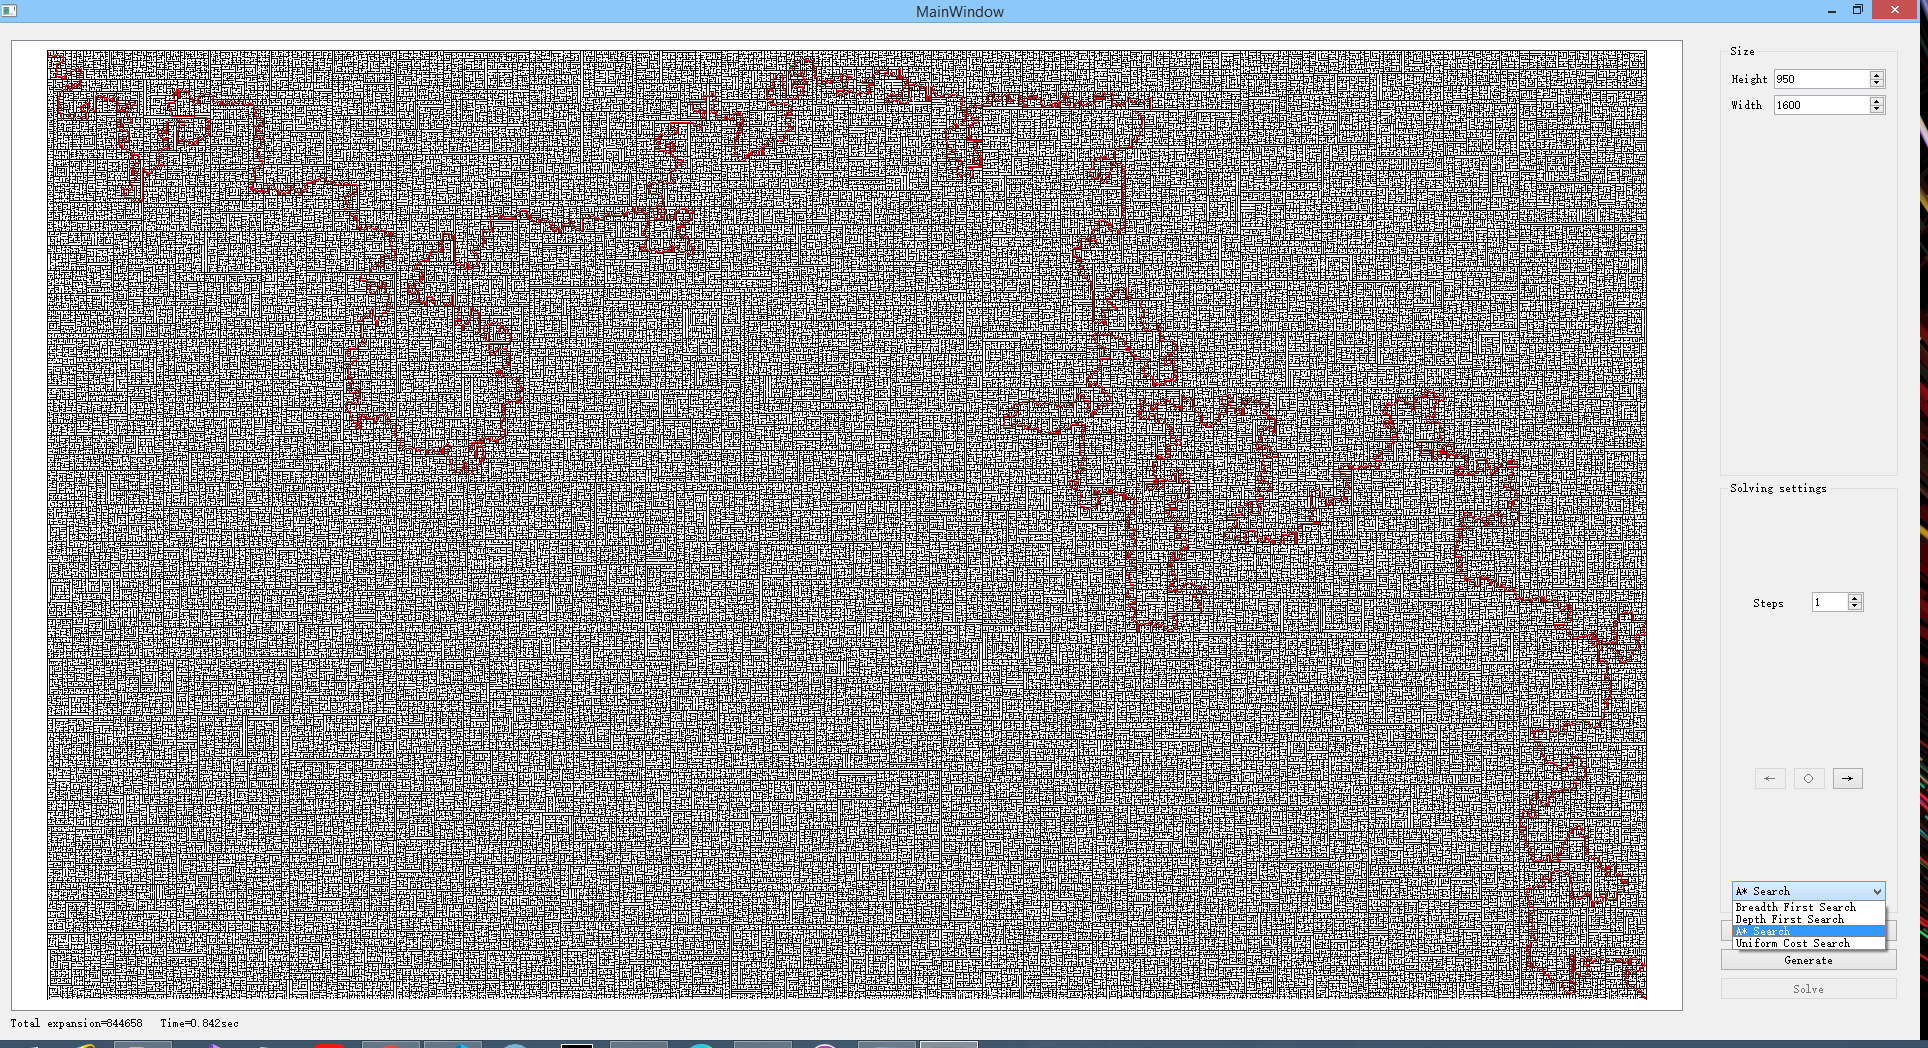 MainWindow
Size
Height 950
Width 1600
Solving settings
Steps 1
A* Search
Breadth First Search
Depth First Search
A* Search
Uniform Cost Search
Generate
Solve
Total expansion=844658 Time=0.842sec